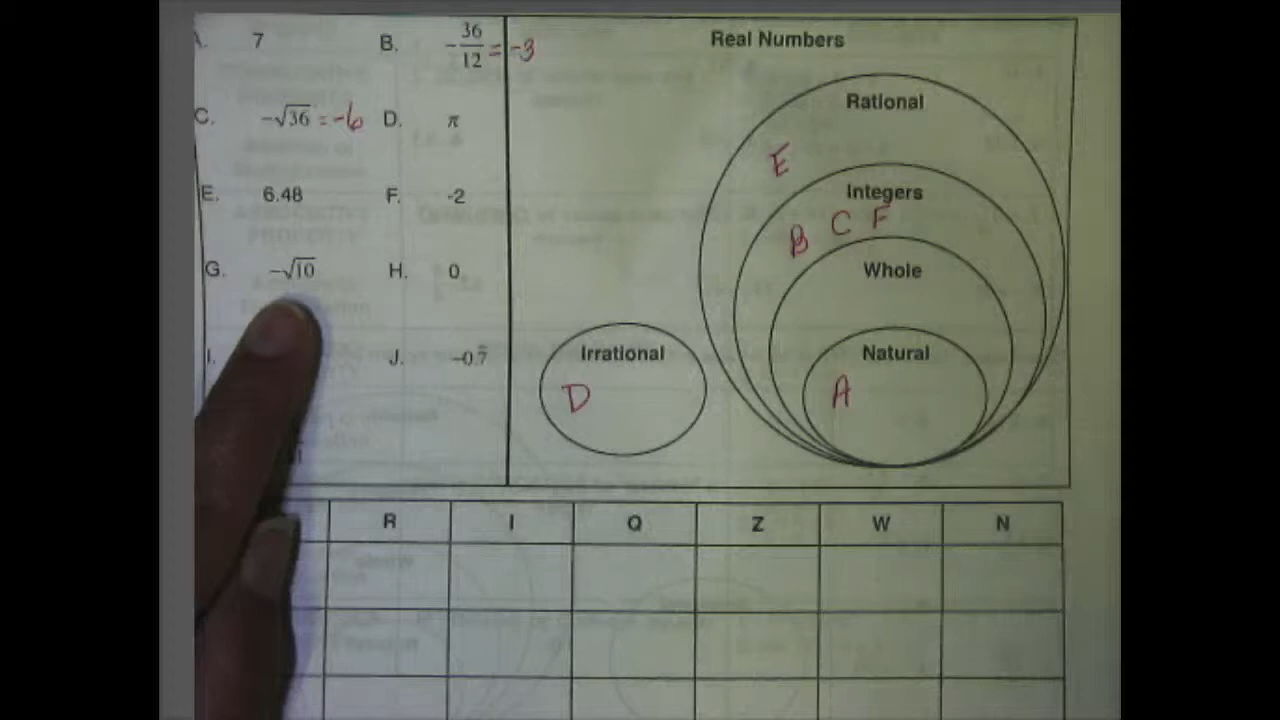 A. 7 B. -36/12 = -3
C. -√36 = -6 D. π
E. 6.48 F. -2
G. -√10 H. 0
I. J. -0.7̅
Real Numbers
Rational
E
Integers
B C F
Whole
Natural
A
Irrational
D
R I Q Z W N